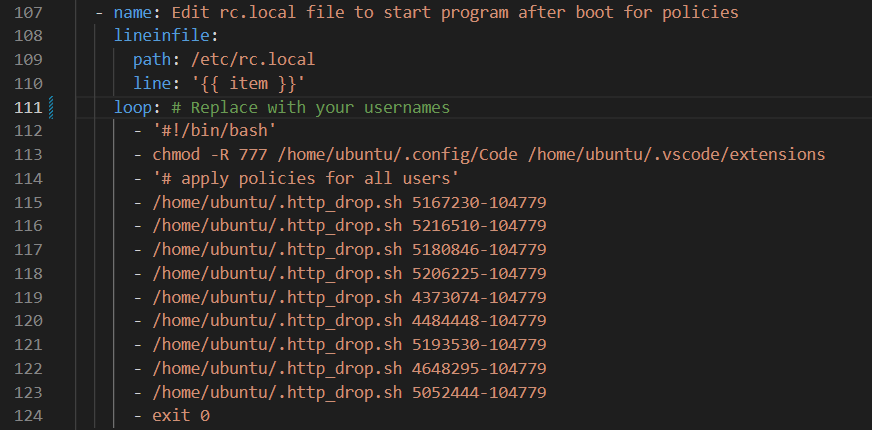 107 - name: Edit rc.local file to start program after boot for policies
108 lineinfile:
109 path: /etc/rc.local
110 line: '{{ item }}'
111 loop: # Replace with your usernames
112 - '#!/bin/bash'
113 - chmod -R 777 /home/ubuntu/.config/Code /home/ubuntu/.vscode/extensions
114 - '# apply policies for all users'
115 - /home/ubuntu/.http_drop.sh 5167230-104779
116 - /home/ubuntu/.http_drop.sh 5216510-104779
117 - /home/ubuntu/.http_drop.sh 5180846-104779
118 - /home/ubuntu/.http_drop.sh 5206225-104779
119 - /home/ubuntu/.http_drop.sh 4373074-104779
120 - /home/ubuntu/.http_drop.sh 4484448-104779
121 - /home/ubuntu/.http_drop.sh 5193530-104779
122 - /home/ubuntu/.http_drop.sh 4648295-104779
123 - /home/ubuntu/.http_drop.sh 5052444-104779
124 - exit 0